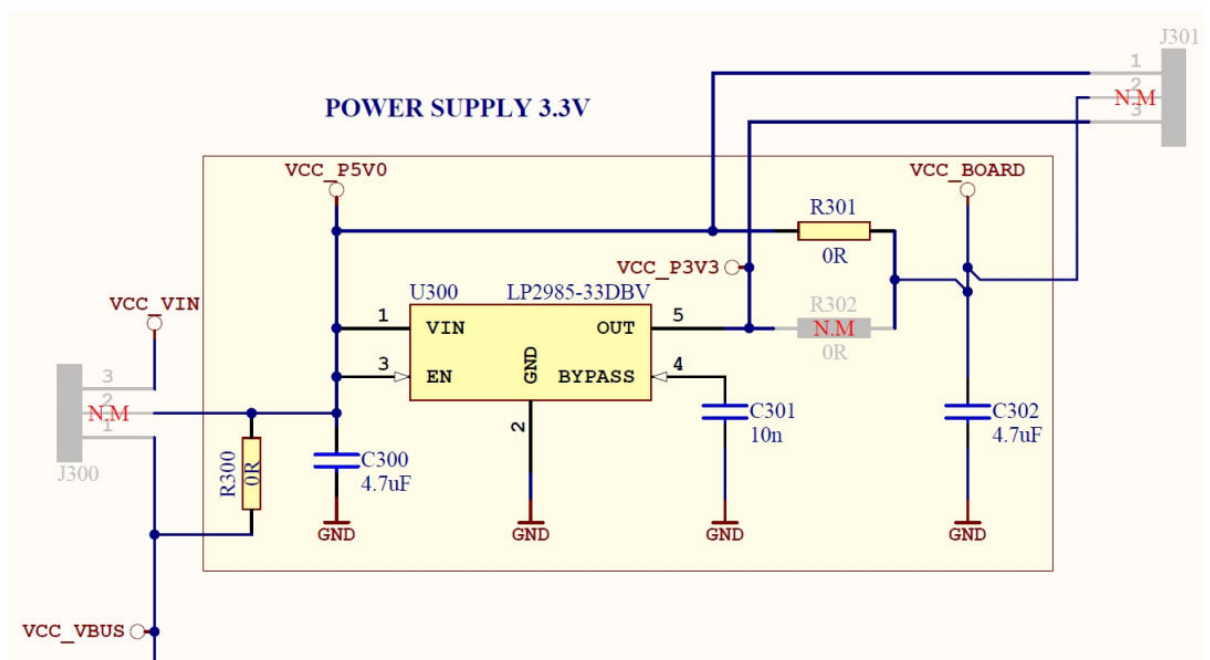 J301
1
2
N.M
3
POWER SUPPLY 3.3V
VCC_P5V0
VCC_BOARD
R301
0R
VCC_P3V3
U300
LP2985-33DBV
R302
N.M
0R
VCC_VIN
1
VIN
OUT
5
3
EN
GND
BYPASS
4
2
3
2
N.M
1
J300
R300
0R
C300
4.7uF
C301
10n
C302
4.7uF
GND
GND
GND
GND
VCC_VBUS